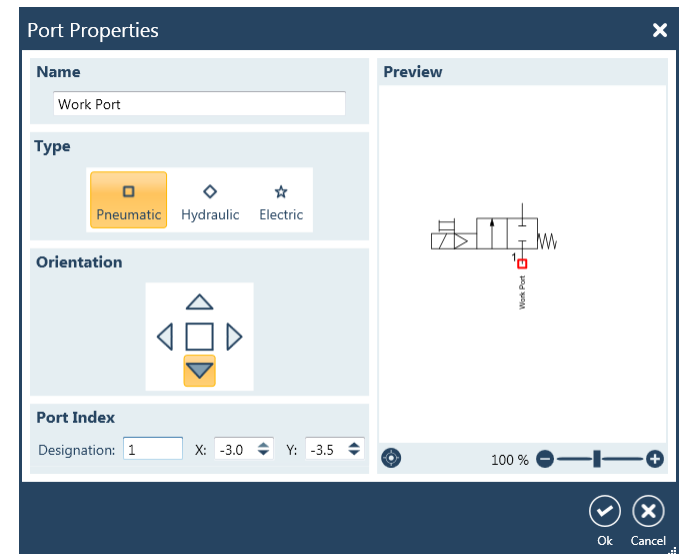 Port Properties
Name
Work Port
Type
Pneumatic Hydraulic Electric
Orientation
Port Index
Designation: 1 X: -3.0 Y: -3.5
Preview
1
Work Port
100 %
Ok Cancel